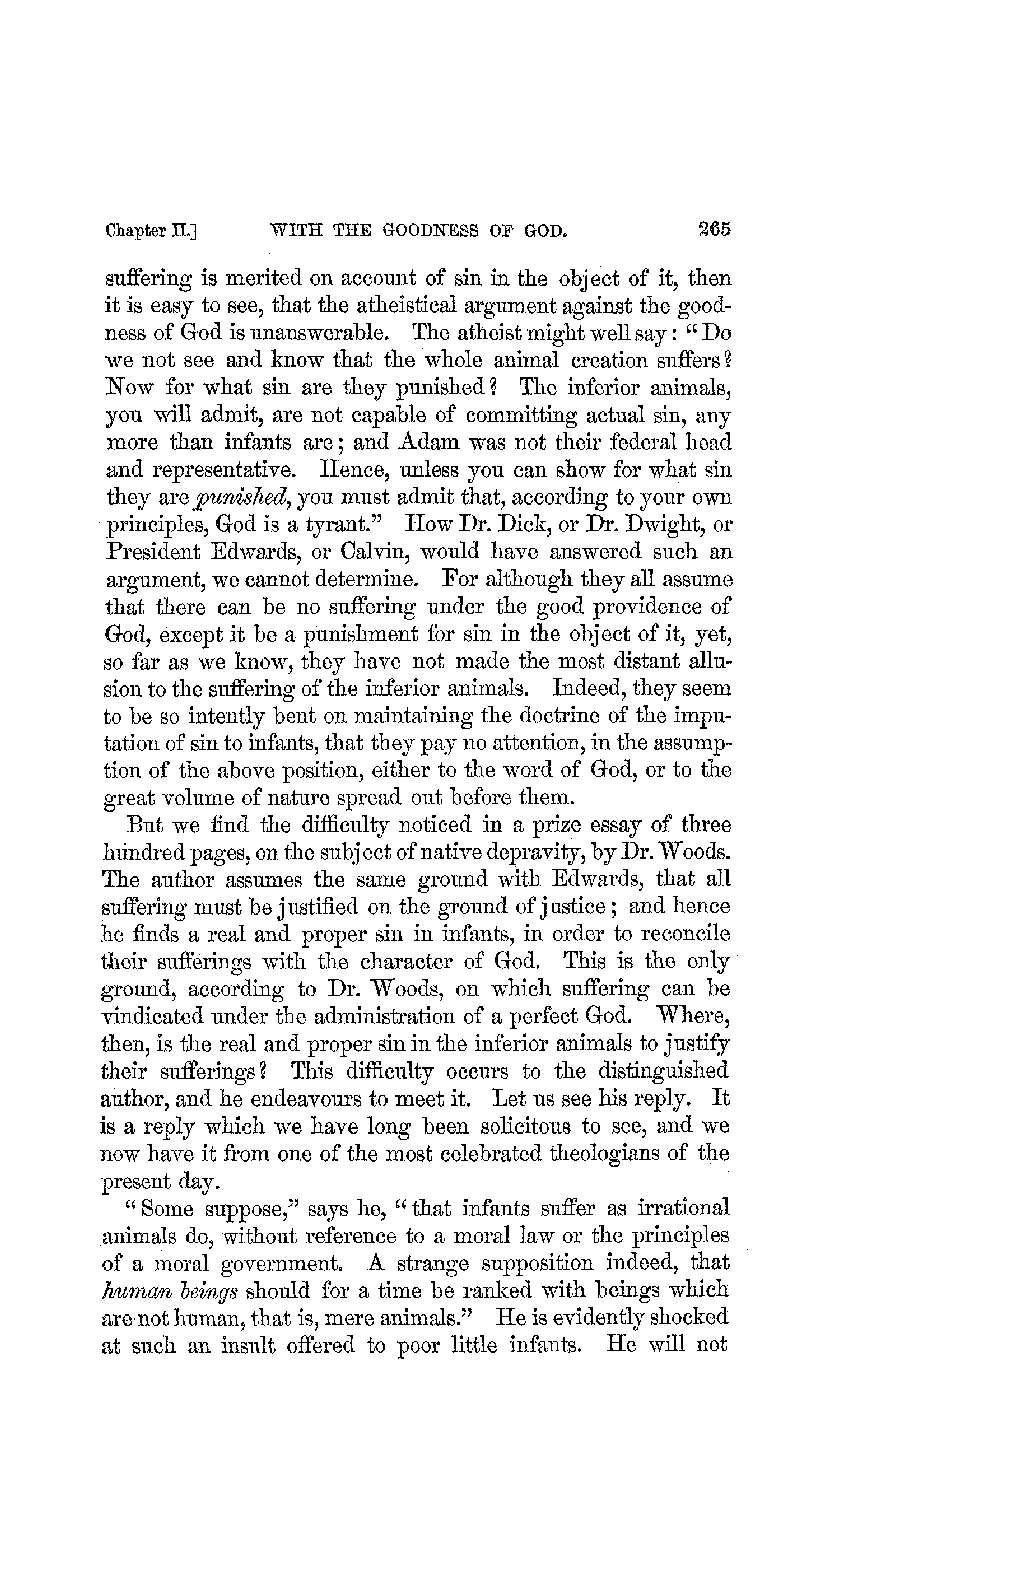 Chapter II.] WITH THE GOODNESS OF GOD. 265
suffering is merited on account of sin in the object of it, then
it is easy to see, that the atheistical argument against the good-
ness of God is unanswerable. The atheist might well say: “Do
we not see and know that the whole animal creation suffers?
Now for what sin are they punished? The inferior animals,
you will admit, are not capable of committing actual sin, any
more than infants are; and Adam was not their federal head
and representative. Hence, unless you can show for what sin
they are punished, you must admit that, according to your own
principles, God is a tyrant.” How Dr. Dick, or Dr. Dwight, or
President Edwards, or Calvin, would have answered such an
argument, we cannot determine. For although they all assume
that there can be no suffering under the good providence of
God, except it be a punishment for sin in the object of it, yet,
so far as we know, they have not made the most distant allu-
sion to the suffering of the inferior animals. Indeed, they seem
to be so intently bent on maintaining the doctrine of the impu-
tation of sin to infants, that they pay no attention, in the assump-
tion of the above position, either to the word of God, or to the
great volume of nature spread out before them.
But we find the difficulty noticed in a prize essay of three
hundred pages, on the subject of native depravity, by Dr. Woods.
The author assumes the same ground with Edwards, that all
suffering must be justified on the ground of justice; and hence
he finds a real and proper sin in infants, in order to reconcile
their sufferings with the character of God. This is the only
ground, according to Dr. Woods, on which suffering can be
vindicated under the administration of a perfect God. Where,
then, is the real and proper sin in the inferior animals to justify
their sufferings? This difficulty occurs to the distinguished
author, and he endeavours to meet it. Let us see his reply. It
is a reply which we have long been solicitous to see, and we
now have it from one of the most celebrated theologians of the
present day.
“Some suppose,” says he, “that infants suffer as irrational
animals do, without reference to a moral law or the principles
of a moral government. A strange supposition indeed, that
human beings should for a time be ranked with beings which
are not human, that is, mere animals.” He is evidently shocked
at such an insult offered to poor little infants. He will not